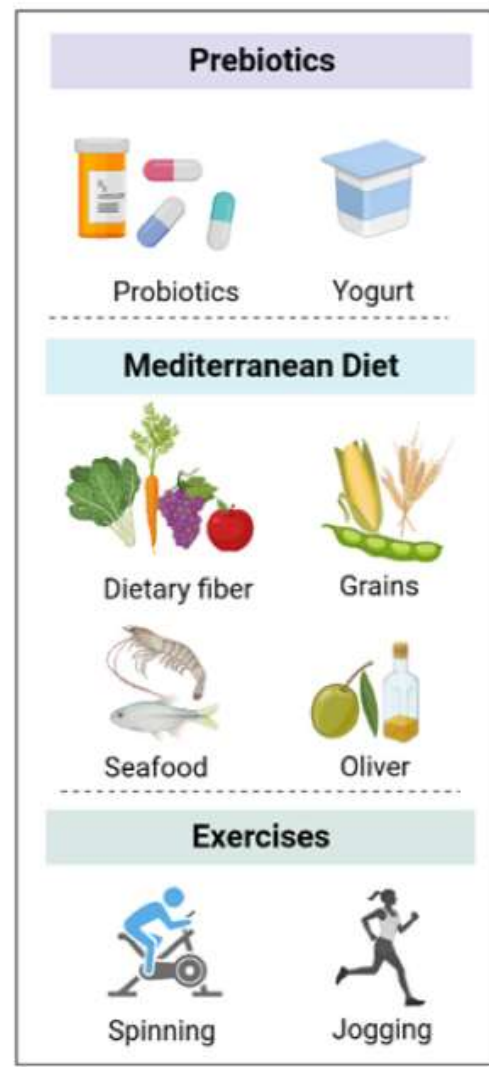 Prebiotics
Probiotics Yogurt
Mediterranean Diet
Dietary fiber Grains
Seafood Oliver
Exercises
Spinning Jogging